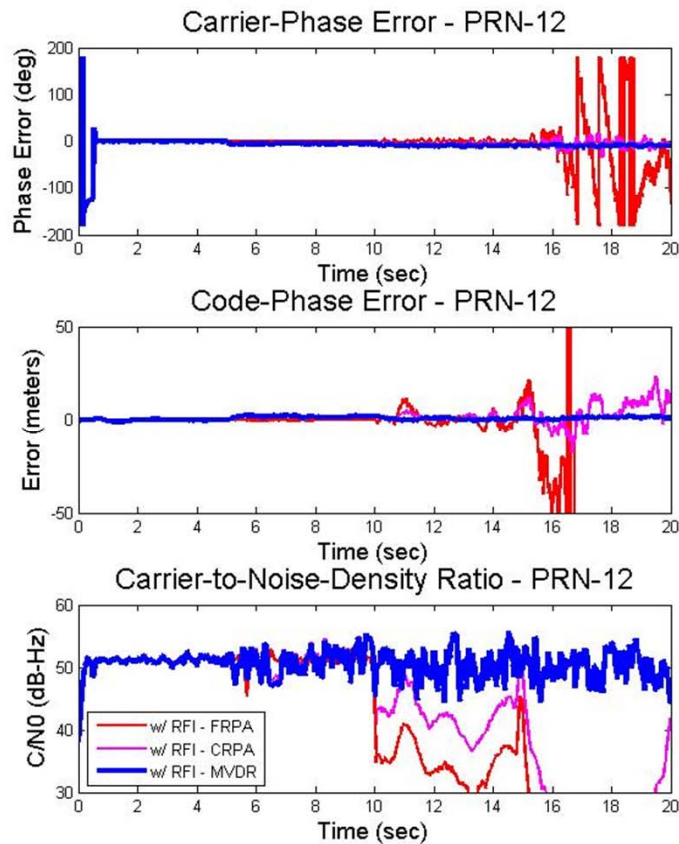 Carrier-Phase Error - PRN-12
200
100
0
-100
-200
Phase Error (deg)
0 2 4 6 8 10 12 14 16 18 20
Time (sec)
Code-Phase Error - PRN-12
50
0
-50
Error (meters)
0 2 4 6 8 10 12 14 16 18 20
Time (sec)
Carrier-to-Noise-Density Ratio - PRN-12
60
50
40
30
C/N0 (dB-Hz)
w/ RFI - FRPA
w/ RFI - CRPA
w/ RFI - MVDR
0 2 4 6 8 10 12 14 16 18 20
Time (sec)